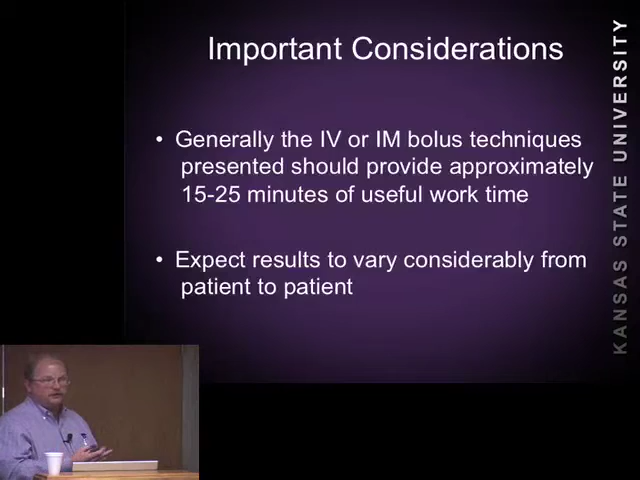 Important Considerations
• Generally the IV or IM bolus techniques
presented should provide approximately
15-25 minutes of useful work time
• Expect results to vary considerably from
patient to patient
KANSAS STATE UNIVERSITY